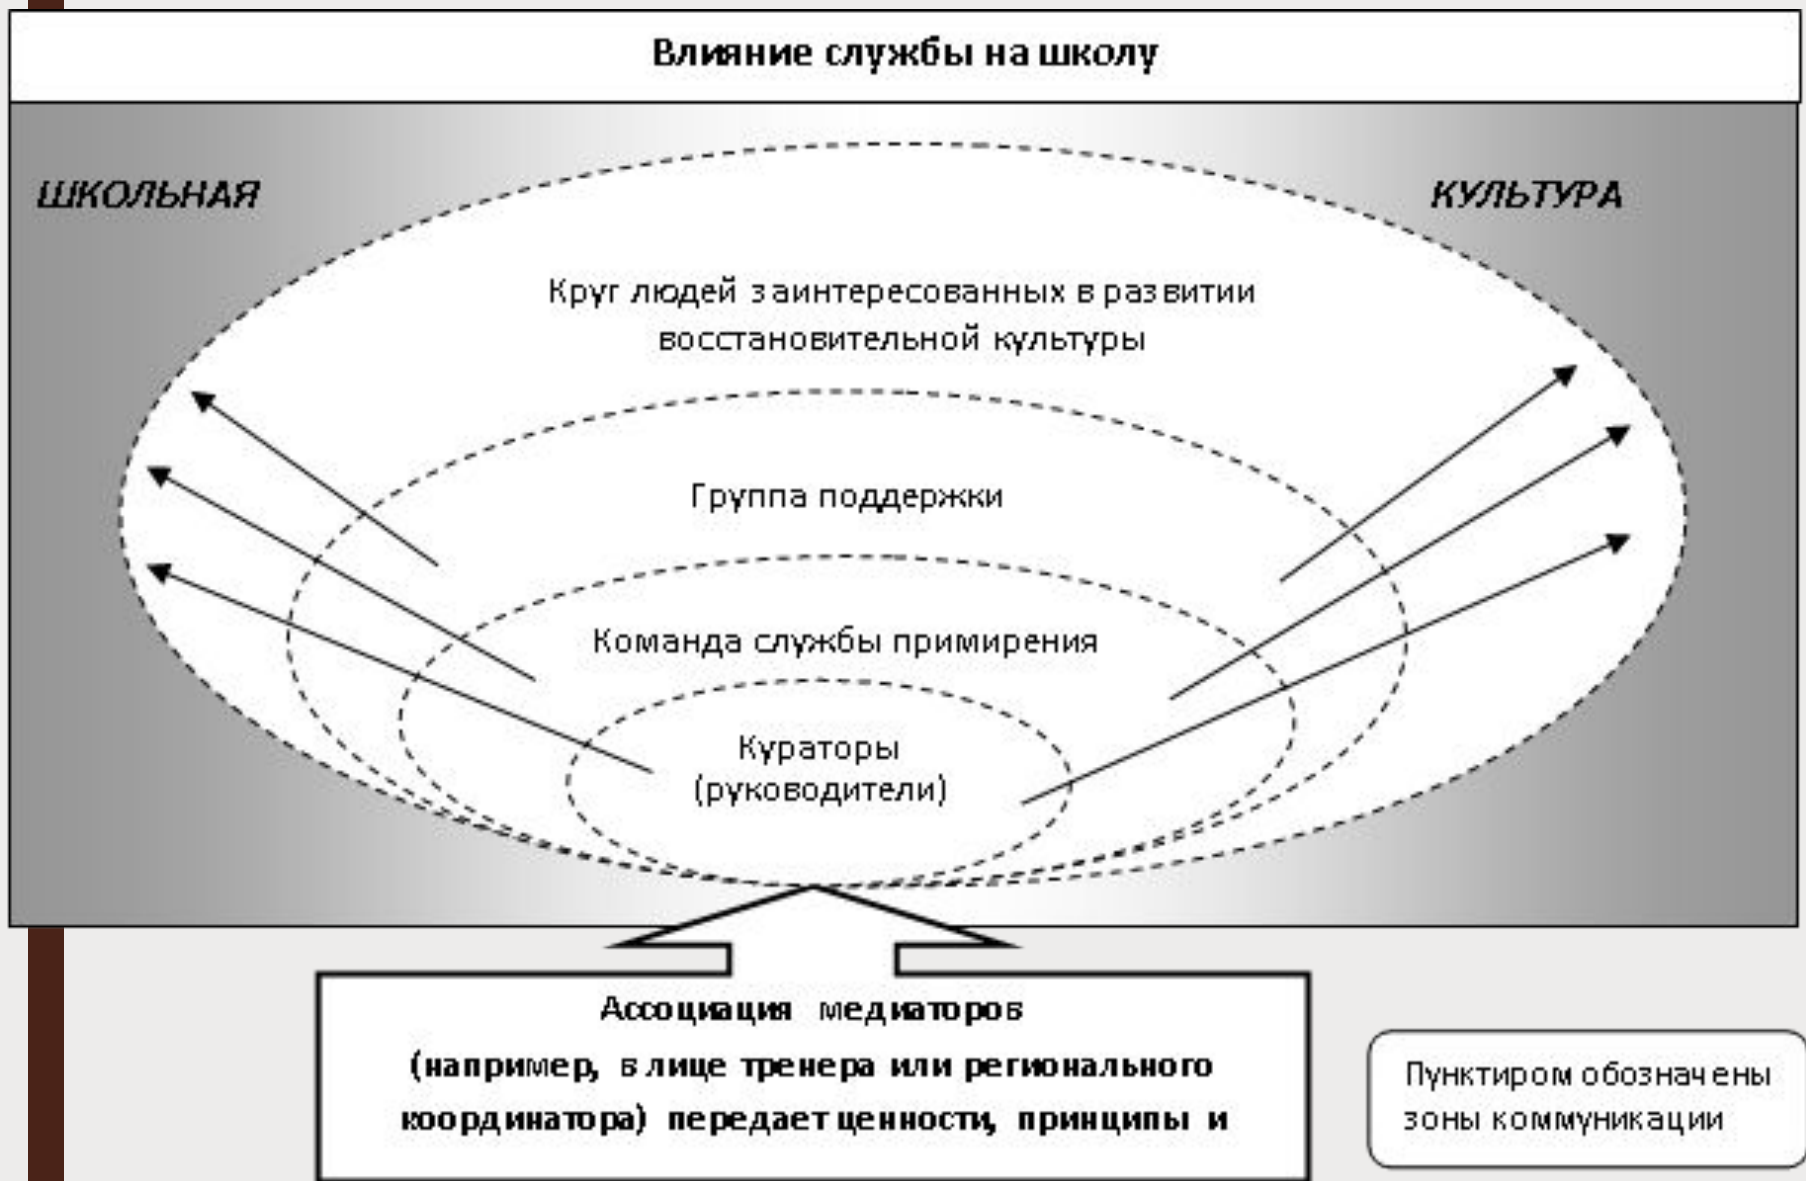 Влияние службы на школу
ШКОЛЬНАЯ
КУЛЬТУРА
Круг людей заинтересованных в развитии
восстановительной культуры
Группа поддержки
Команда службы примирения
Кураторы
(руководители)
Ассоциация медиаторов
(например, в лице тренера или регионального
координатора) передает ценности, принципы и
Пунктиром обозначены
зоны коммуникации